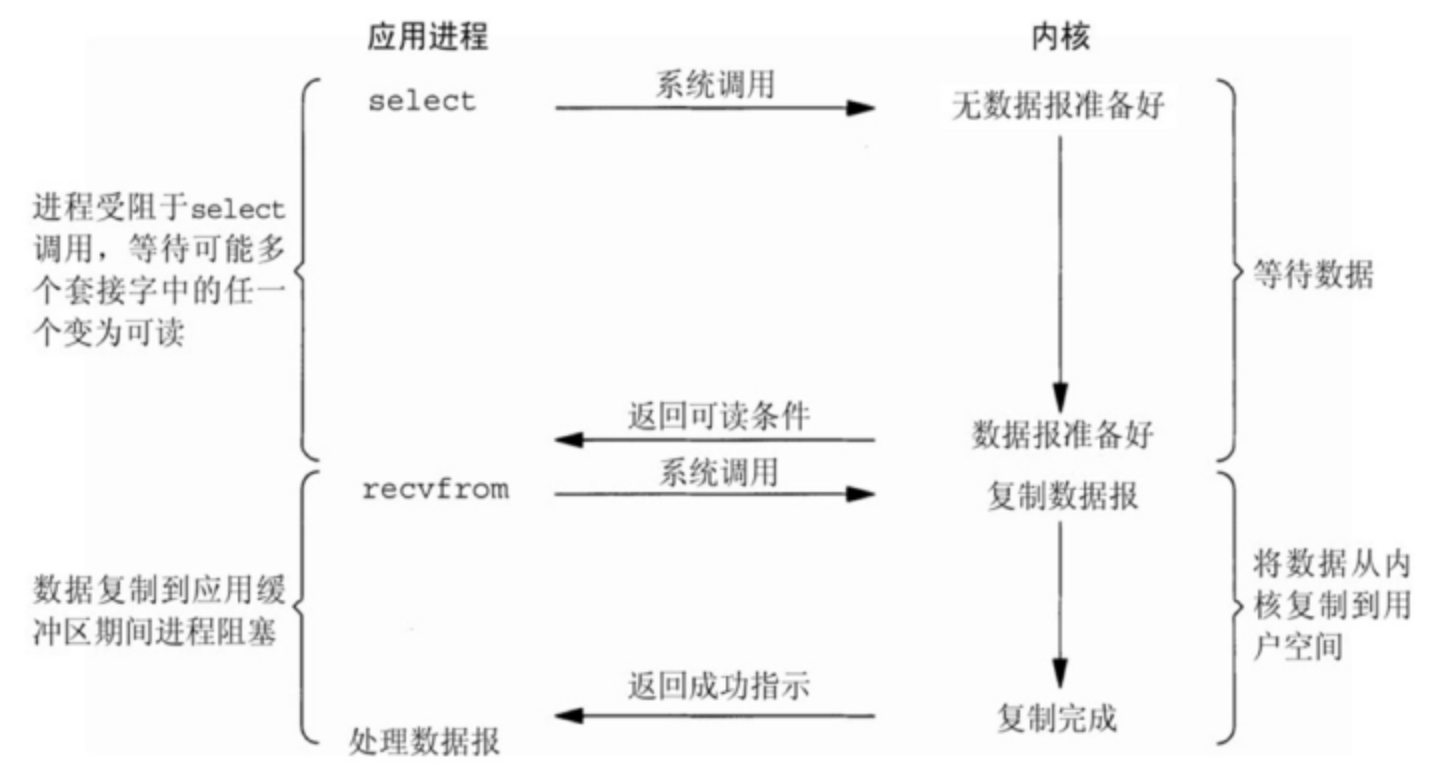 应用进程
内核
select
系统调用
无数据报准备好
进程受阻于select
调用，等待可能多
个套接字中的任一
个变为可读
等待数据
返回可读条件
数据报准备好
recvfrom
系统调用
复制数据报
数据复制到应用缓
冲区期间进程阻塞
将数据从内
核复制到用
户空间
返回成功指示
复制完成
处理数据报